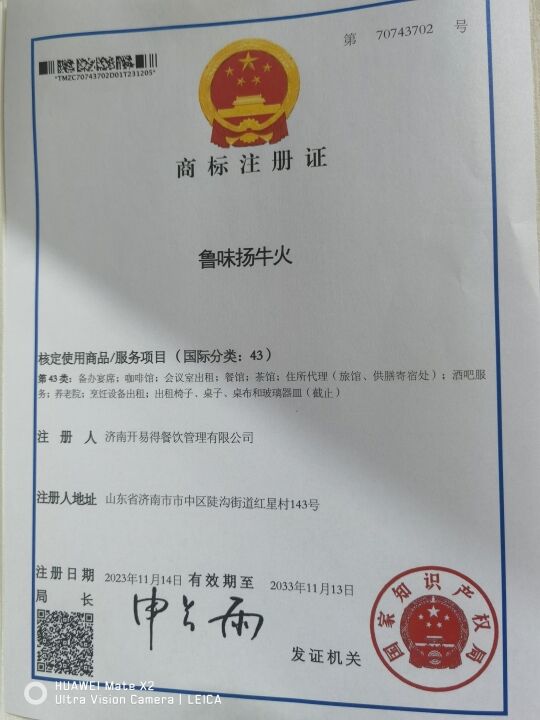 第 70743702 号
*TMZC70743702D01T231205*
商标注册证
鲁味扬牛火
核定使用商品/服务项目（国际分类：43）
第43类：备办宴席；咖啡馆；会议室出租；餐馆；茶馆；住所代理（旅馆、供膳寄宿处）；酒吧服
务；养老院；烹饪设备出租；出租椅子、桌子、桌布和玻璃器皿（截止）
注册人 济南开易得餐饮管理有限公司
注册人地址 山东省济南市市中区陡沟街道红星村143号
注册日期 2023年11月14日 有效期至 2033年11月13日
局长 申长雨
发证机关
国家知识产权局
HUAWEI Mate X2
Ultra Vision Camera | LEICA